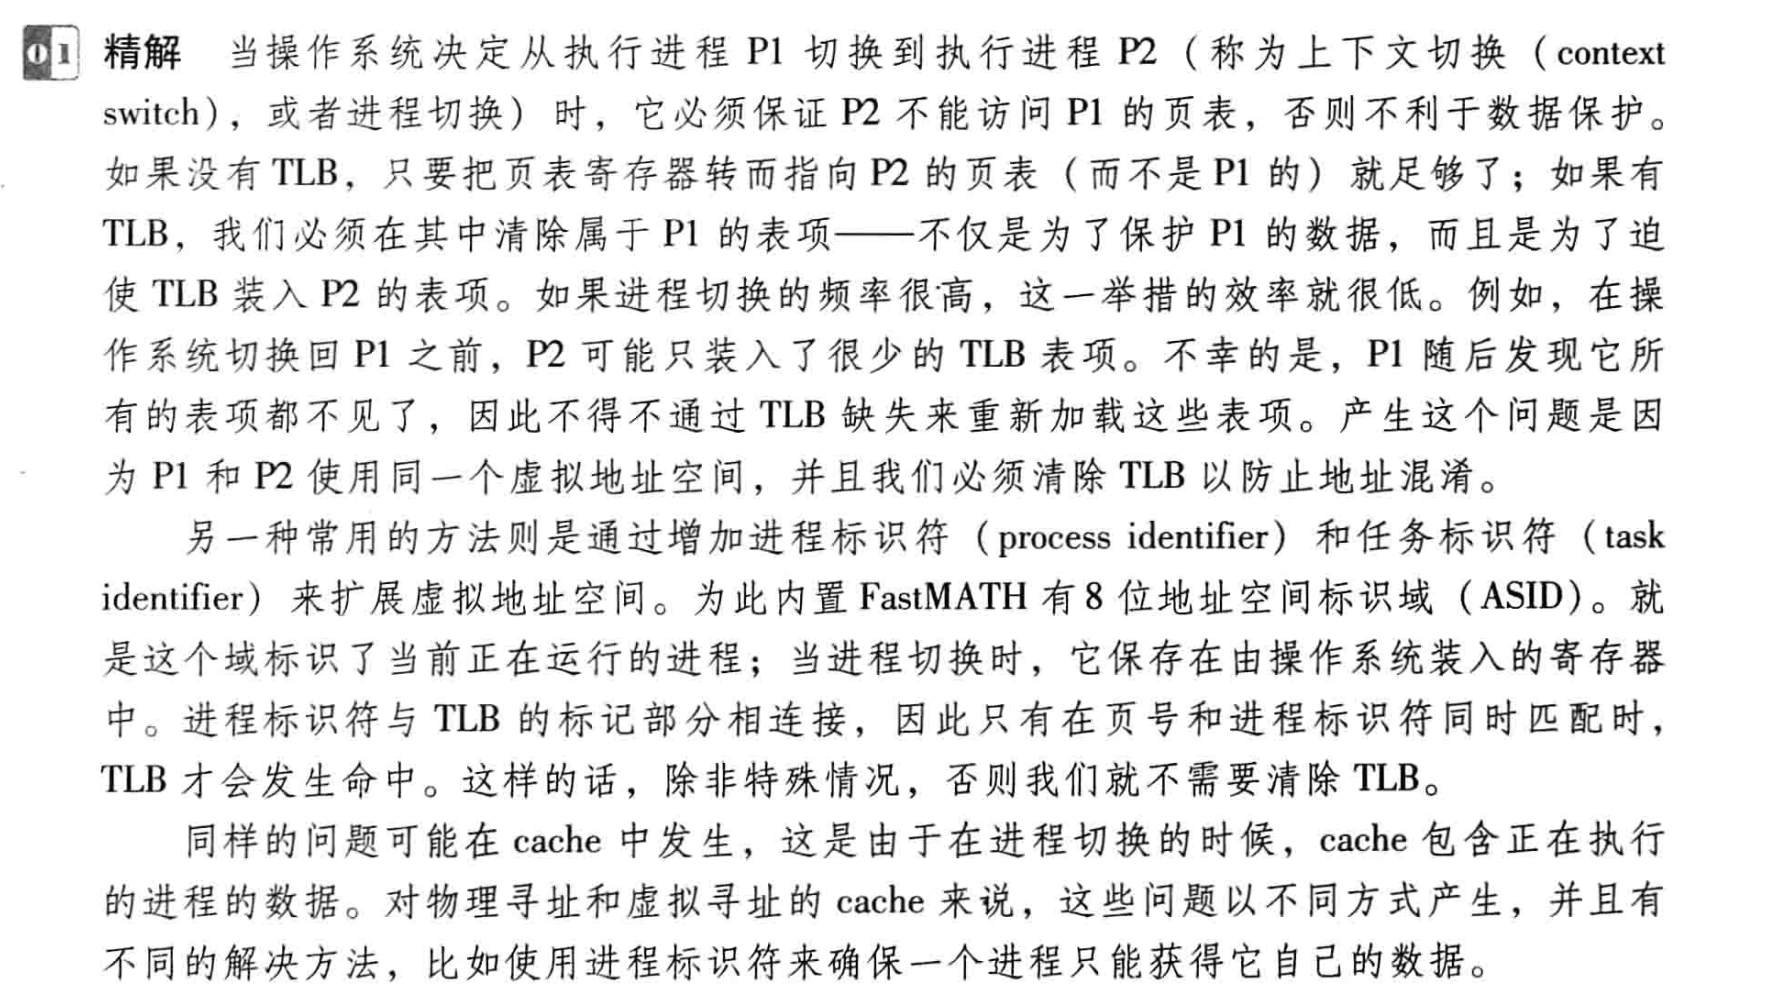 01 精解 当操作系统决定从执行进程 P1 切换到执行进程 P2（称为上下文切换（context
switch），或者进程切换）时，它必须保证 P2 不能访问 P1 的页表，否则不利于数据保护。
如果没有 TLB，只要把页表寄存器转而指向 P2 的页表（而不是 P1 的）就足够了；如果有
TLB，我们必须在其中清除属于 P1 的表项——不仅是为了保护 P1 的数据，而且是为了迫
使 TLB 装入 P2 的表项。如果进程切换的频率很高，这一举措的效率就很低。例如，在操
作系统切换回 P1 之前，P2 可能只装入了很少的 TLB 表项。不幸的是，P1 随后发现它所
有的表项都不见了，因此不得不通过 TLB 缺失来重新加载这些表项。产生这个问题是因
为 P1 和 P2 使用同一个虚拟地址空间，并且我们必须清除 TLB 以防止地址混淆。
另一种常用的方法则是通过增加进程标识符（process identifier）和任务标识符（task
identifier）来扩展虚拟地址空间。为此内置 FastMATH 有 8 位地址空间标识域（ASID）。就
是这个域标识了当前正在运行的进程；当进程切换时，它保存在由操作系统装入的寄存器
中。进程标识符与 TLB 的标记部分相连接，因此只有在页号和进程标识符同时匹配时，
TLB 才会发生命中。这样的话，除非特殊情况，否则我们就不需要清除 TLB。
同样的问题可能在 cache 中发生，这是由于在进程切换的时候，cache 包含正在执行
的进程的数据。对物理寻址和虚拟寻址的 cache 来说，这些问题以不同方式产生，并且有
不同的解决方法，比如使用进程标识符来确保一个进程只能获得它自己的数据。